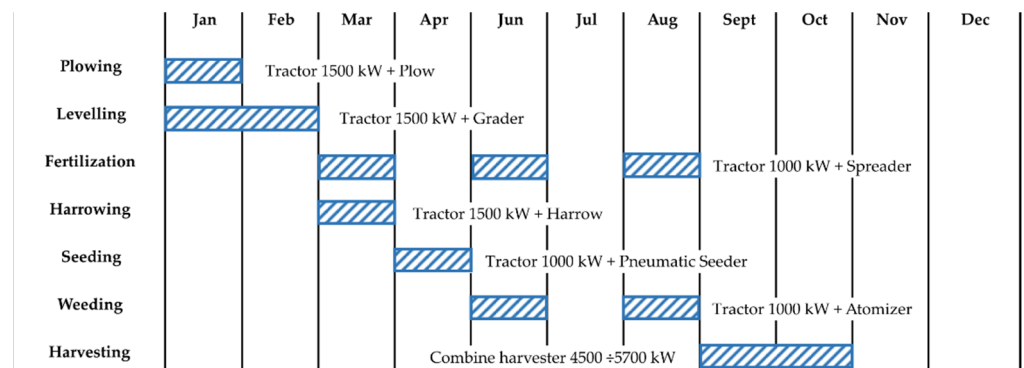 Jan Feb Mar Apr Jun Jul Aug Sept Oct Nov Dec
Plowing Tractor 1500 kW + Plow
Levelling Tractor 1500 kW + Grader
Fertilization Tractor 1000 kW + Spreader
Harrowing Tractor 1500 kW + Harrow
Seeding Tractor 1000 kW + Pneumatic Seeder
Weeding Tractor 1000 kW + Atomizer
Harvesting Combine harvester 4500 ÷5700 kW